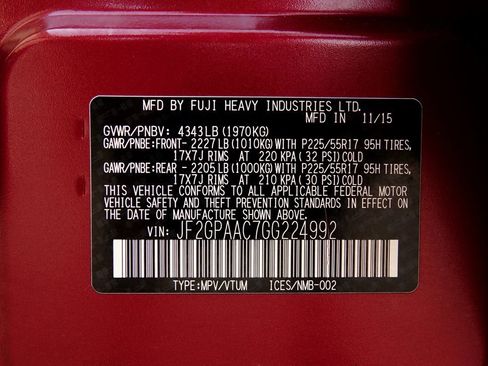 MFD BY FUJI HEAVY INDUSTRIES LTD.
MFD IN 11/15
GVWR/PNBV: 4343LB(1970KG)
GAWR/PNBE:FRONT- 2227LB(1010KG)WITH P225/55R17 95H TIRES,
17X7J RIMS AT 220 KPA(32 PSI)COLD
GAWR/PNBE:REAR - 2205LB(1000KG)WITH P225/55R17 95H TIRES,
17X7J RIMS AT 210 KPA(30 PSI)COLD
THIS VEHICLE CONFORMS TO ALL APPLICABLE FEDERAL MOTOR
VEHICLE SAFETY AND THEFT PREVENTION STANDARDS IN EFFECT
ON THE DATE OF MANUFACTURE SHOWN ABOVE.
VIN: JF2GPAAC7GG224992
TYPE:MPV/VTUM ICES/NMB-002